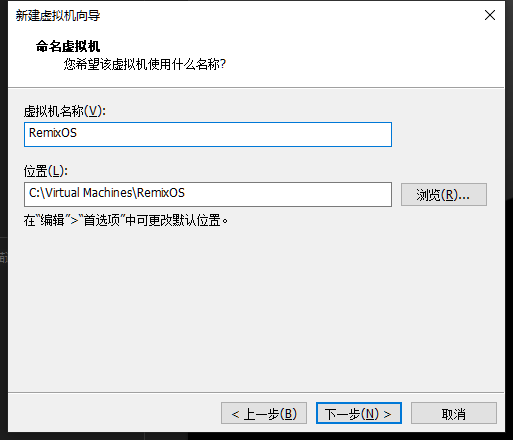 新建虚拟机向导
命名虚拟机
您希望该虚拟机使用什么名称?
虚拟机名称(V):
RemixOS
位置(L):
C:\Virtual Machines\RemixOS
浏览(R)...
在"编辑">"首选项"中可更改默认位置。
< 上一步(B)
下一步(N) >
取消